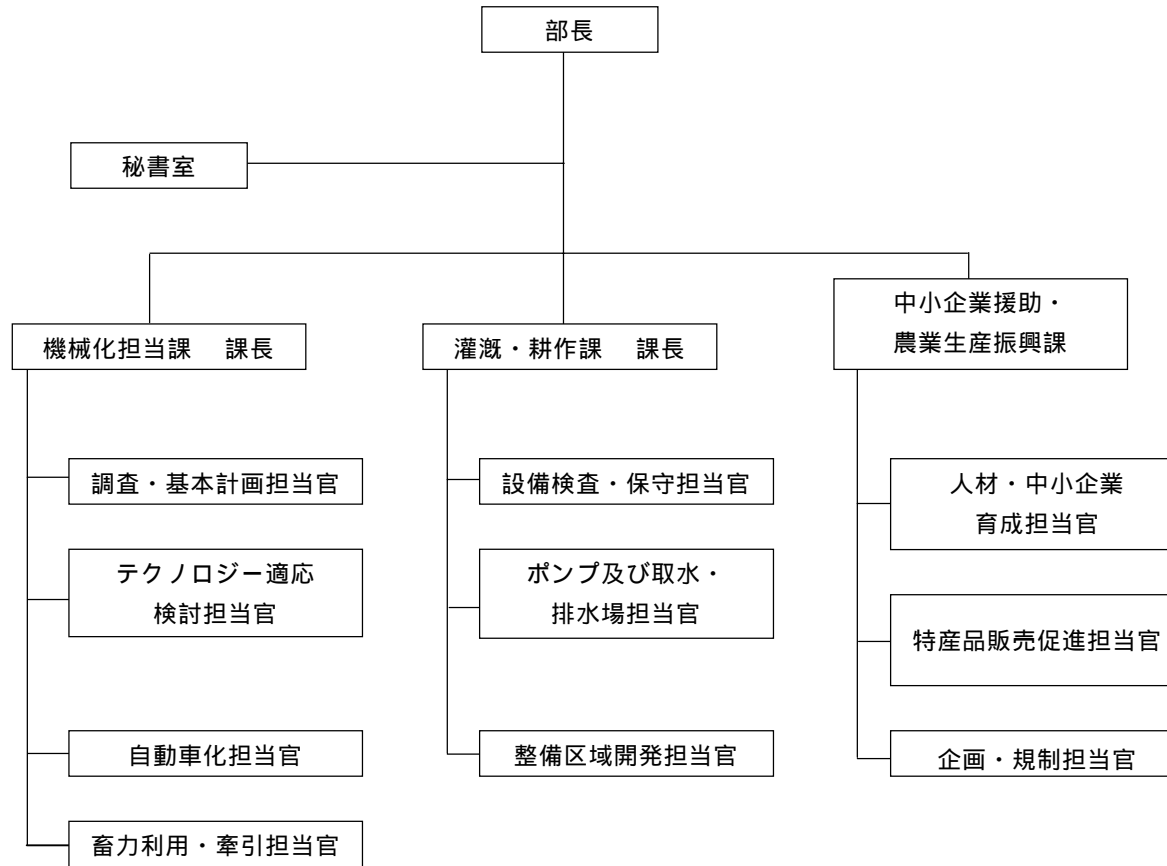 部長
秘書室
中小企業援助・
農業生産振興課
機械化担当課　課長
灌漑・耕作課　課長
調査・基本計画担当官
設備検査・保守担当官
人材・中小企業
育成担当官
テクノロジー適応
検討担当官
ポンプ及び取水・
排水場担当官
特産品販売促進担当官
自動車化担当官
整備区域開発担当官
企画・規制担当官
畜力利用・牽引担当官